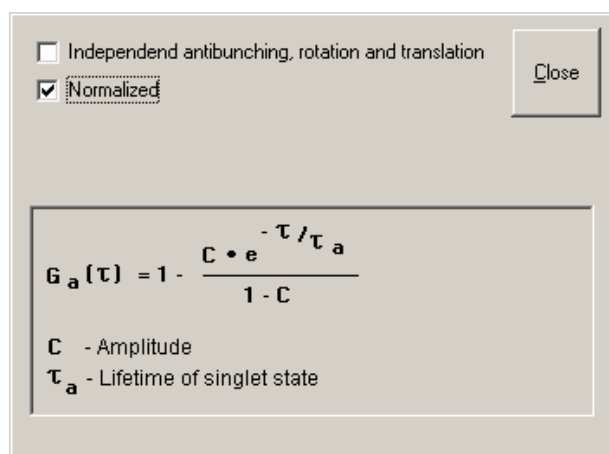 Independend antibunching, rotation and translation
Normalized
Close
G a (τ) = 1 - C • e - τ / τ a
1 - C
C - Amplitude
τ a - Lifetime of singlet state